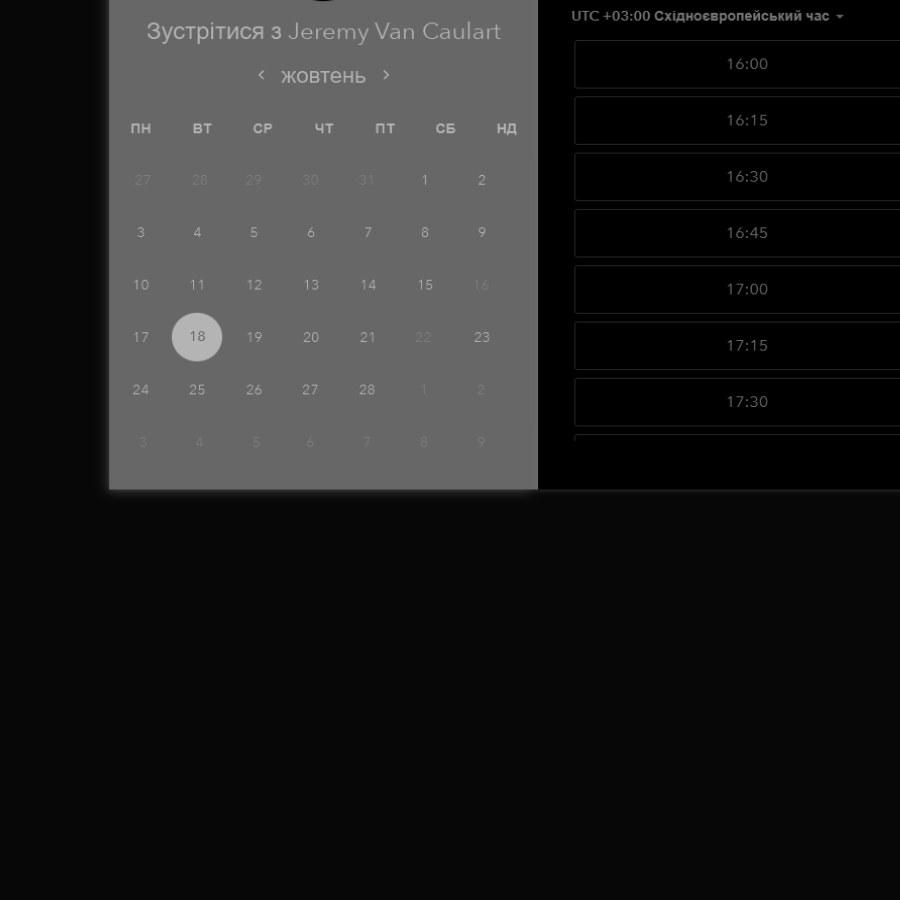 Зустрітися з Jeremy Van Caulart
жовтень
ПН ВТ СР ЧТ ПТ СБ НД
27 28 29 30 31 1 2
3 4 5 6 7 8 9
10 11 12 13 14 15 16
17 18 19 20 21 22 23
24 25 26 27 28 1 2
3 4 5 6 7 8 9
UTC +03:00 Східноєвропейський час
16:00
16:15
16:30
16:45
17:00
17:15
17:30